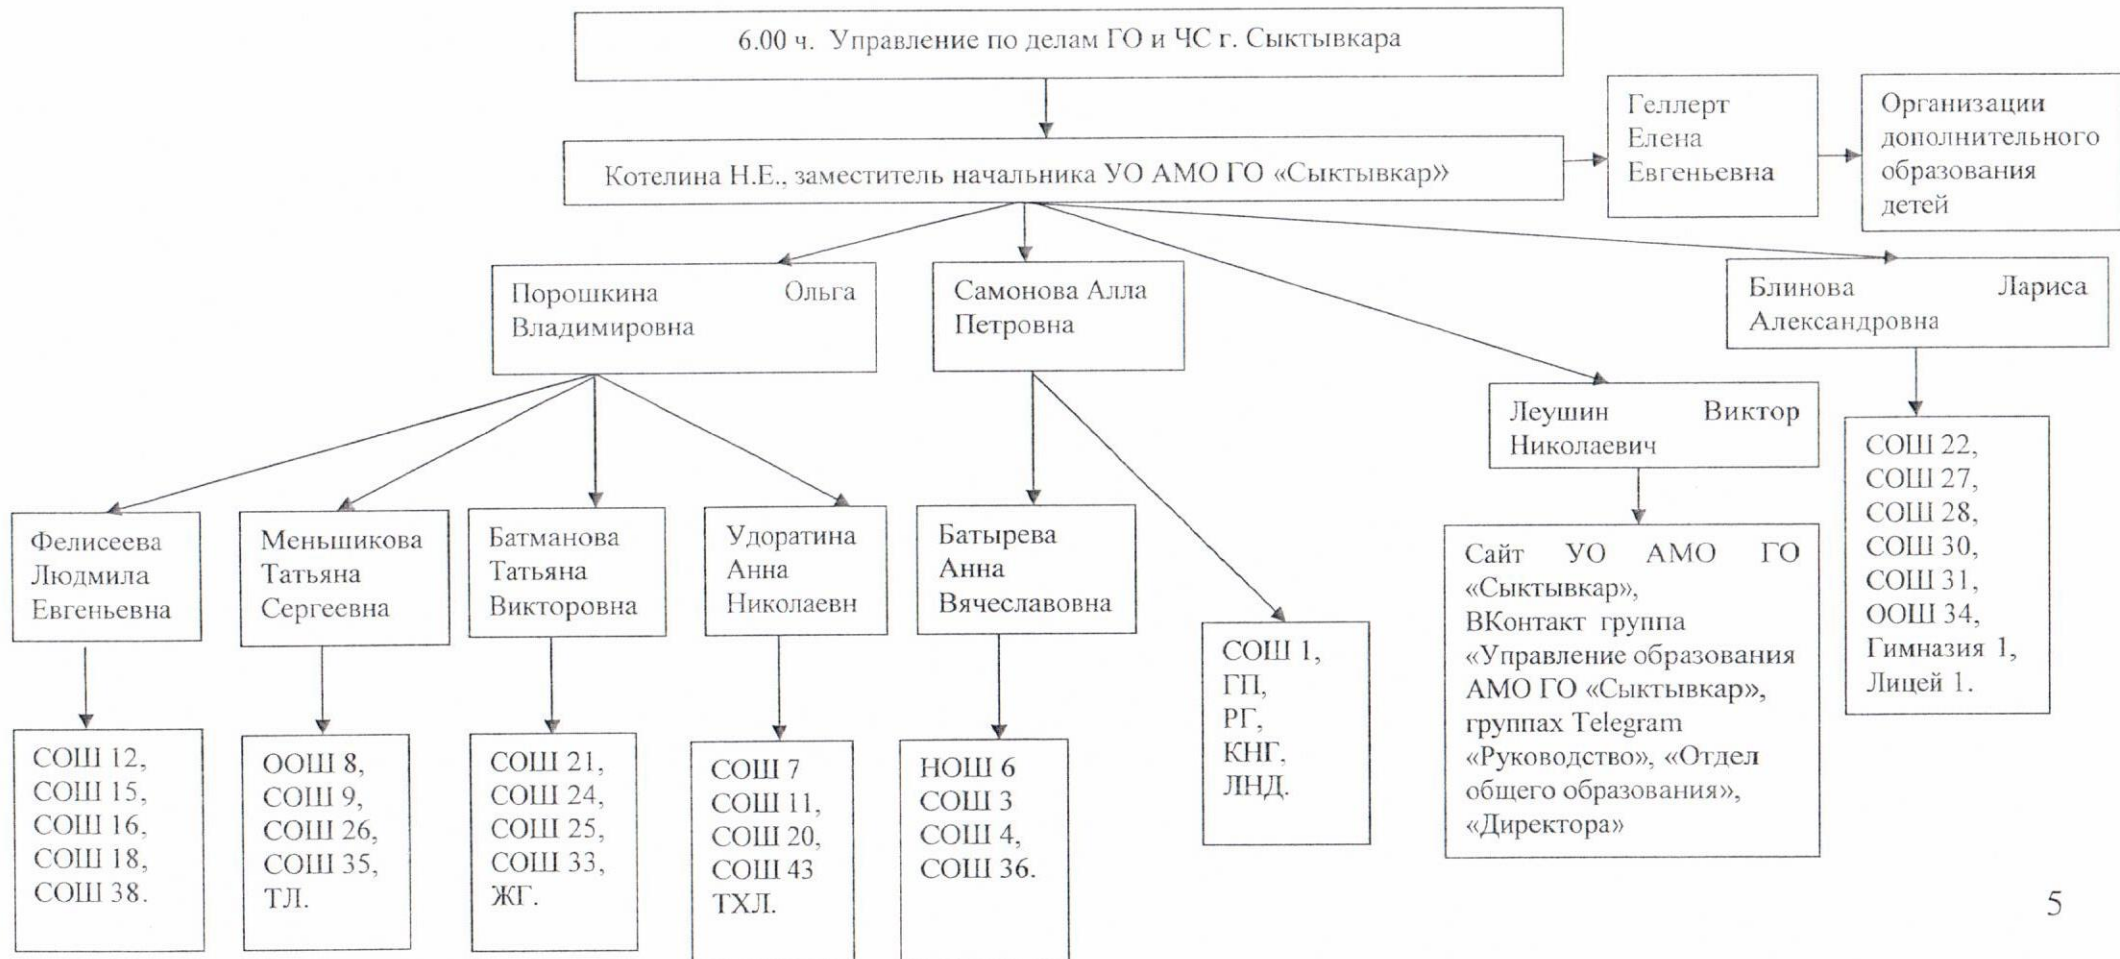 6.00 ч. Управление по делам ГО и ЧС г. Сыктывкара
Котелина Н.Е., заместитель начальника УО АМО ГО «Сыктывкар»
Геллерт
Елена
Евгеньевна
Организации
дополнительного
образования
детей
Порошкина Ольга
Владимировна
Самонова Алла
Петровна
Леушин Виктор
Николаевич
Блинова Лариса
Александровна
Фелисеева
Людмила
Евгеньевна
Меньшикова
Татьяна
Сергеевна
Батманова
Татьяна
Викторовна
Удоратина
Анна
Николаевн
Батырева
Анна
Вячеславовна
СОШ 12,
СОШ 15,
СОШ 16,
СОШ 18,
СОШ 38.
ООШ 8,
СОШ 9,
СОШ 26,
СОШ 35,
ТЛ.
СОШ 21,
СОШ 24,
СОШ 25,
СОШ 33,
ЖГ.
СОШ 7
СОШ 11,
СОШ 20,
СОШ 43
ТХЛ.
НОШ 6
СОШ 3
СОШ 4,
СОШ 36.
СОШ 1,
ГП,
РГ,
КНГ,
ЛНД.
Сайт УО АМО ГО
«Сыктывкар»,
ВКонтакт группа
«Управление образования
АМО ГО «Сыктывкар»,
группах Telegram
«Руководство», «Отдел
общего образования»,
«Директора»
СОШ 22,
СОШ 27,
СОШ 28,
СОШ 30,
СОШ 31,
ООШ 34,
Гимназия 1,
Лицей 1.
5